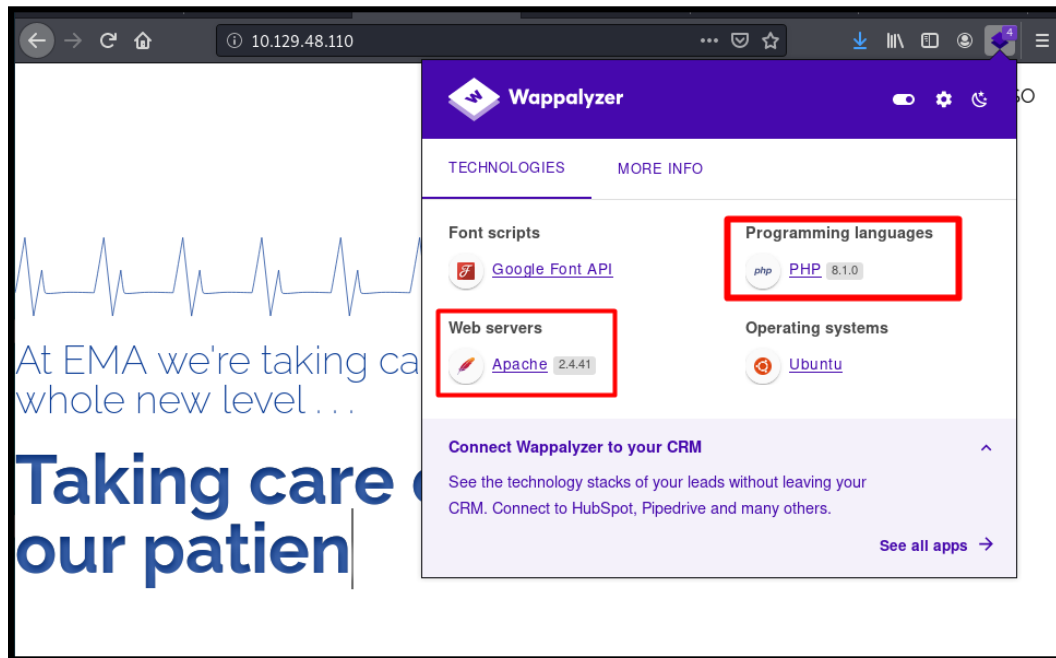 10.129.48.110
4
Wappalyzer
TECHNOLOGIES
MORE INFO
Font scripts
Google Font API
Programming languages
php PHP 8.1.0
Web servers
Apache 2.4.41
Operating systems
Ubuntu
Connect Wappalyzer to your CRM
See the technology stacks of your leads without leaving your
CRM. Connect to HubSpot, Pipedrive and many others.
See all apps
At EMA we're taking ca
whole new level . . .
Taking care
our patien